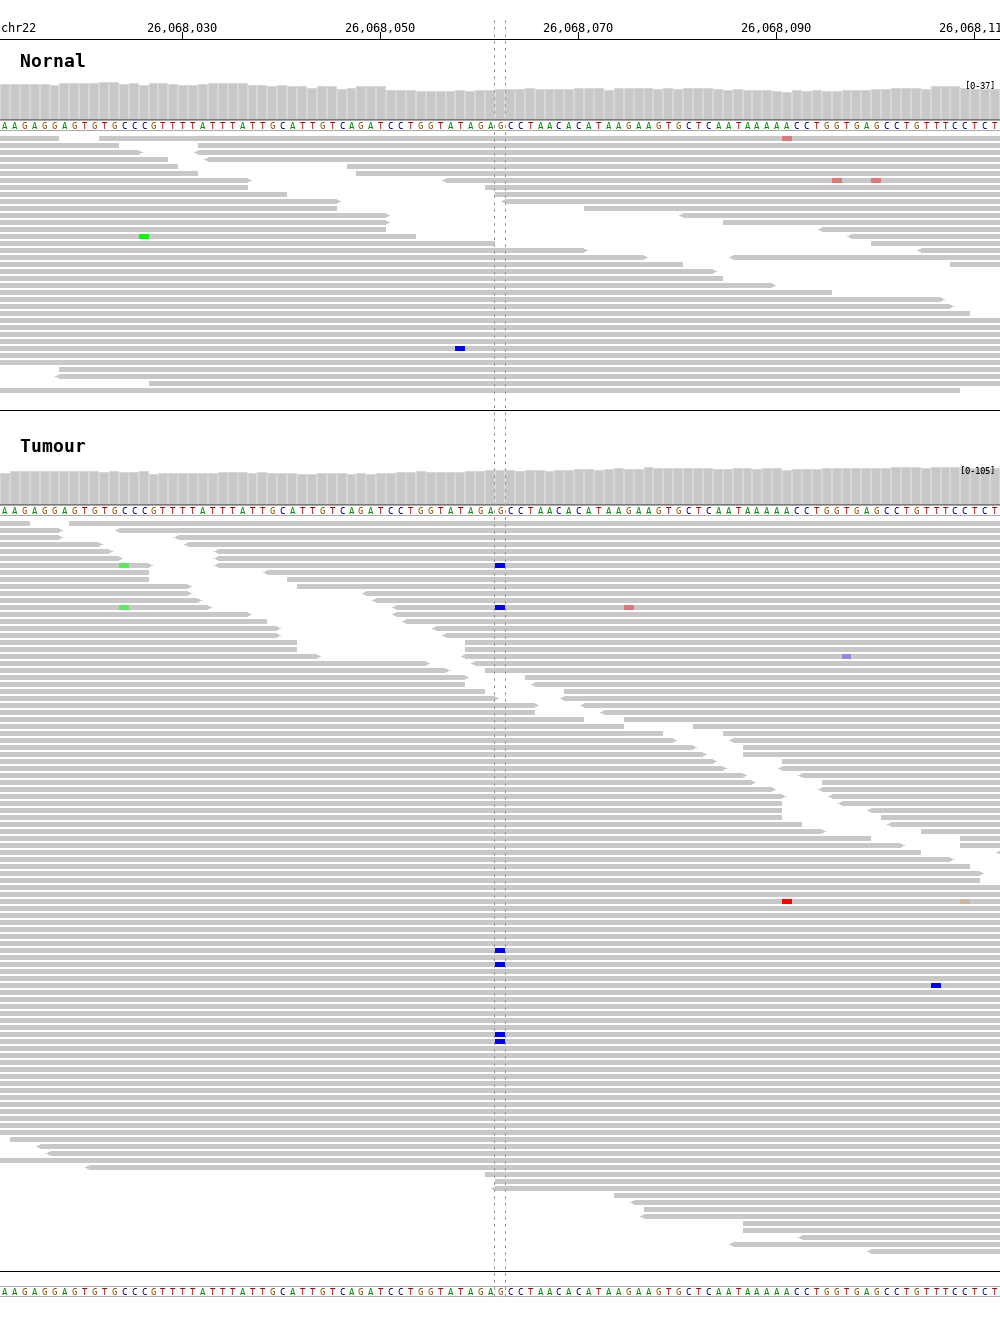 chr22 26,068,030 26,068,050 26,068,070 26,068,090 26,068,11
Nornal
[0-37]
AAGAGGAGTGTGCCCGTTTTATTTATTGCATTGTCAGATCCTGGTATAGAGCCTAACACATAAGAAGTGCTCAATAAAAACCTGGTGAGCCTGTTTCCTCT
Tumour
[0-105]
AAGAGGAGTGTGCCCGTTTTATTTATTGCATTGTCAGATCCTGGTATAGAGCCTAACACATAAGAAGTGCTCAATAAAAACCTGGTGAGCCTGTTTCCTCT
AAGAGGAGTGTGCCCGTTTTATTTATTGCATTGTCAGATCCTGGTATAGAGCCTAACACATAAGAAGTGCTCAATAAAAACCTGGTGAGCCTGTTTCCTCT